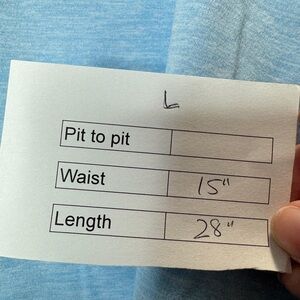 L
Pit to pit
Waist 15"
Length 28"